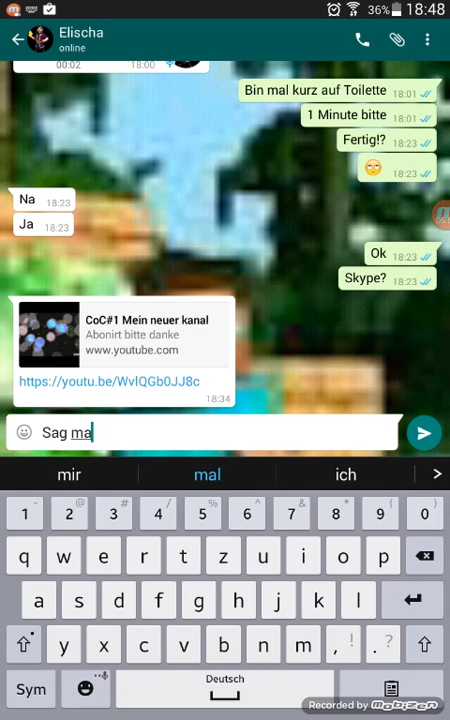 36% 18:48
Elischa
online
00:02 18:00
Bin mal kurz auf Toilette 18:01
1 Minute bitte 18:01
Fertig!? 18:23
🙄 18:23
Na 18:23
Ja 18:23
Ok 18:23
Skype? 18:23
CoC#1 Mein neuer kanal
Abonirt bitte danke
www.youtube.com
https://youtu.be/WvlQGb0JJ8c
18:34
Sag ma
mir mal ich >
1 - 2 @ 3 # 4 / 5 % 6 ^ 7 & 8 * 9 ( 0 )
q w e r t z u i o p
a s d f g h j k l
y x c v b n m , ! . ?
Sym Deutsch
Recorded by mobizen